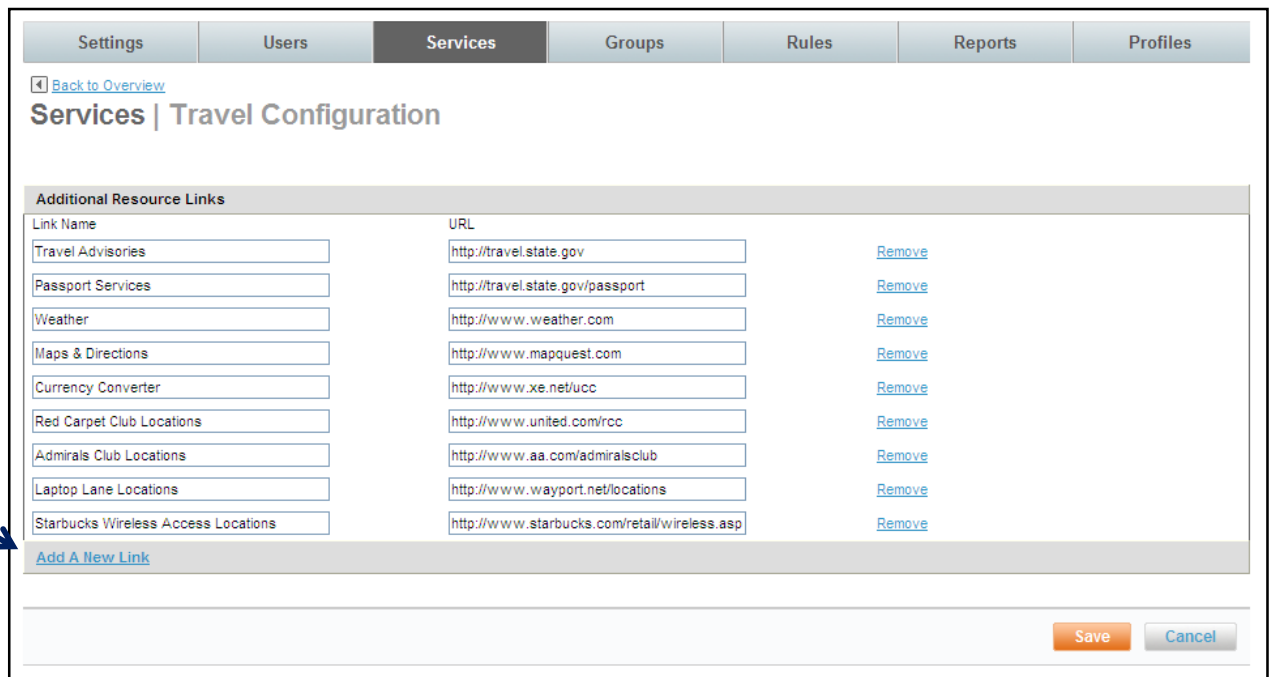 Settings Users Services Groups Rules Reports Profiles
Back to Overview
Services | Travel Configuration
Additional Resource Links
Link Name URL
Travel Advisories http://travel.state.gov Remove
Passport Services http://travel.state.gov/passport Remove
Weather http://www.weather.com Remove
Maps & Directions http://www.mapquest.com Remove
Currency Converter http://www.xe.net/ucc Remove
Red Carpet Club Locations http://www.united.com/rcc Remove
Admirals Club Locations http://www.aa.com/admiralsclub Remove
Laptop Lane Locations http://www.wayport.net/locations Remove
Starbucks Wireless Access Locations http://www.starbucks.com/retail/wireless.asp Remove
Add A New Link
Save Cancel